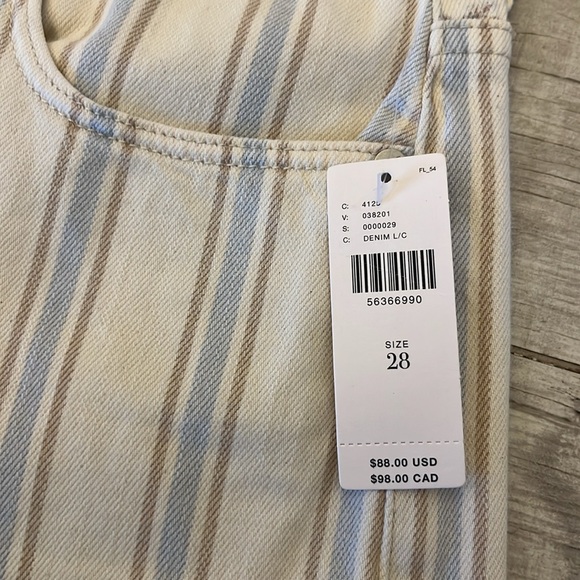 FL_54
C:
V: 038201
S: 0000029
C: DENIM L/C
56366990
SIZE
28
$88.00 USD
$98.00 CAD